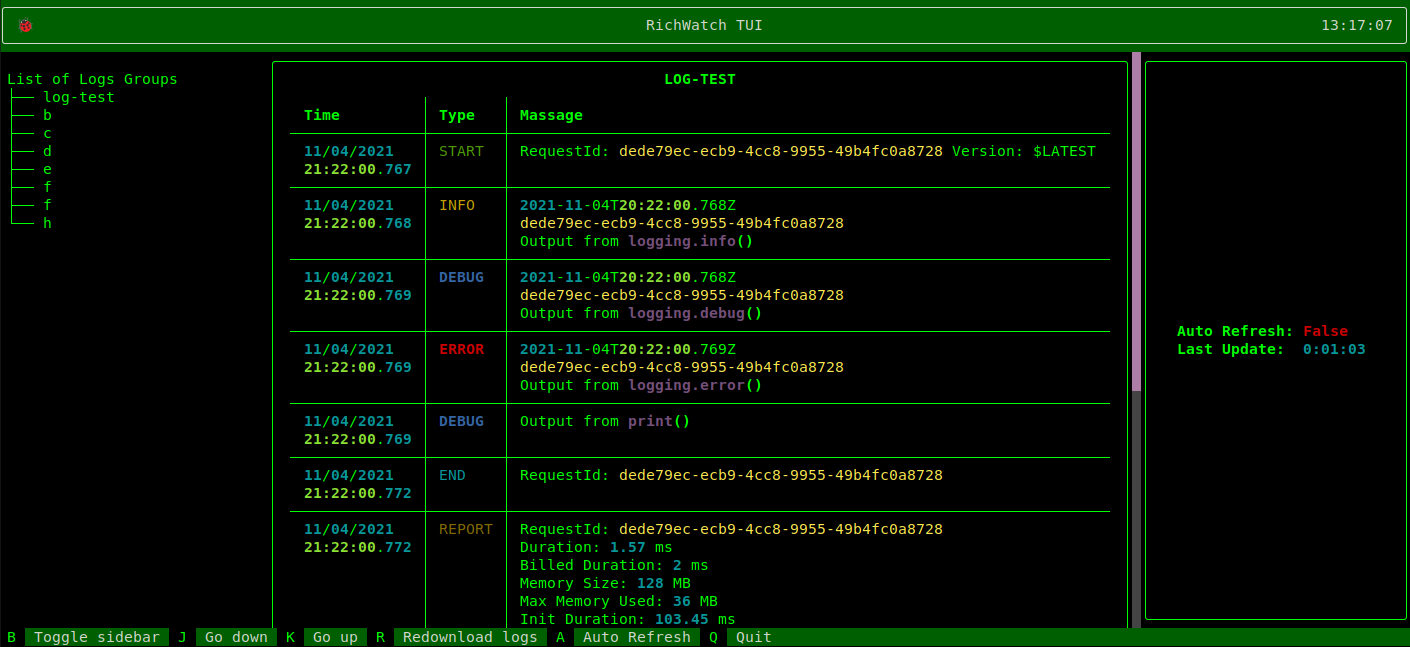 🐞 RichWatch TUI 13:17:07
List of Logs Groups
log-test
b
c
d
e
f
f
h
LOG-TEST
Time Type Massage
11/04/2021 START RequestId: dede79ec-ecb9-4cc8-9955-49b4fc0a8728 Version: $LATEST
21:22:00.767
11/04/2021 INFO 2021-11-04T20:22:00.768Z
21:22:00.768 dede79ec-ecb9-4cc8-9955-49b4fc0a8728
Output from logging.info()
11/04/2021 DEBUG 2021-11-04T20:22:00.768Z
21:22:00.769 dede79ec-ecb9-4cc8-9955-49b4fc0a8728
Output from logging.debug()
11/04/2021 ERROR 2021-11-04T20:22:00.769Z
21:22:00.769 dede79ec-ecb9-4cc8-9955-49b4fc0a8728
Output from logging.error()
11/04/2021 DEBUG Output from print()
21:22:00.769
11/04/2021 END RequestId: dede79ec-ecb9-4cc8-9955-49b4fc0a8728
21:22:00.772
11/04/2021 REPORT RequestId: dede79ec-ecb9-4cc8-9955-49b4fc0a8728
21:22:00.772 Duration: 1.57 ms
Billed Duration: 2 ms
Memory Size: 128 MB
Max Memory Used: 36 MB
Init Duration: 103.45 ms
Auto Refresh: False
Last Update: 0:01:03
B Toggle sidebar J Go down K Go up R Redownload logs A Auto Refresh Q Quit